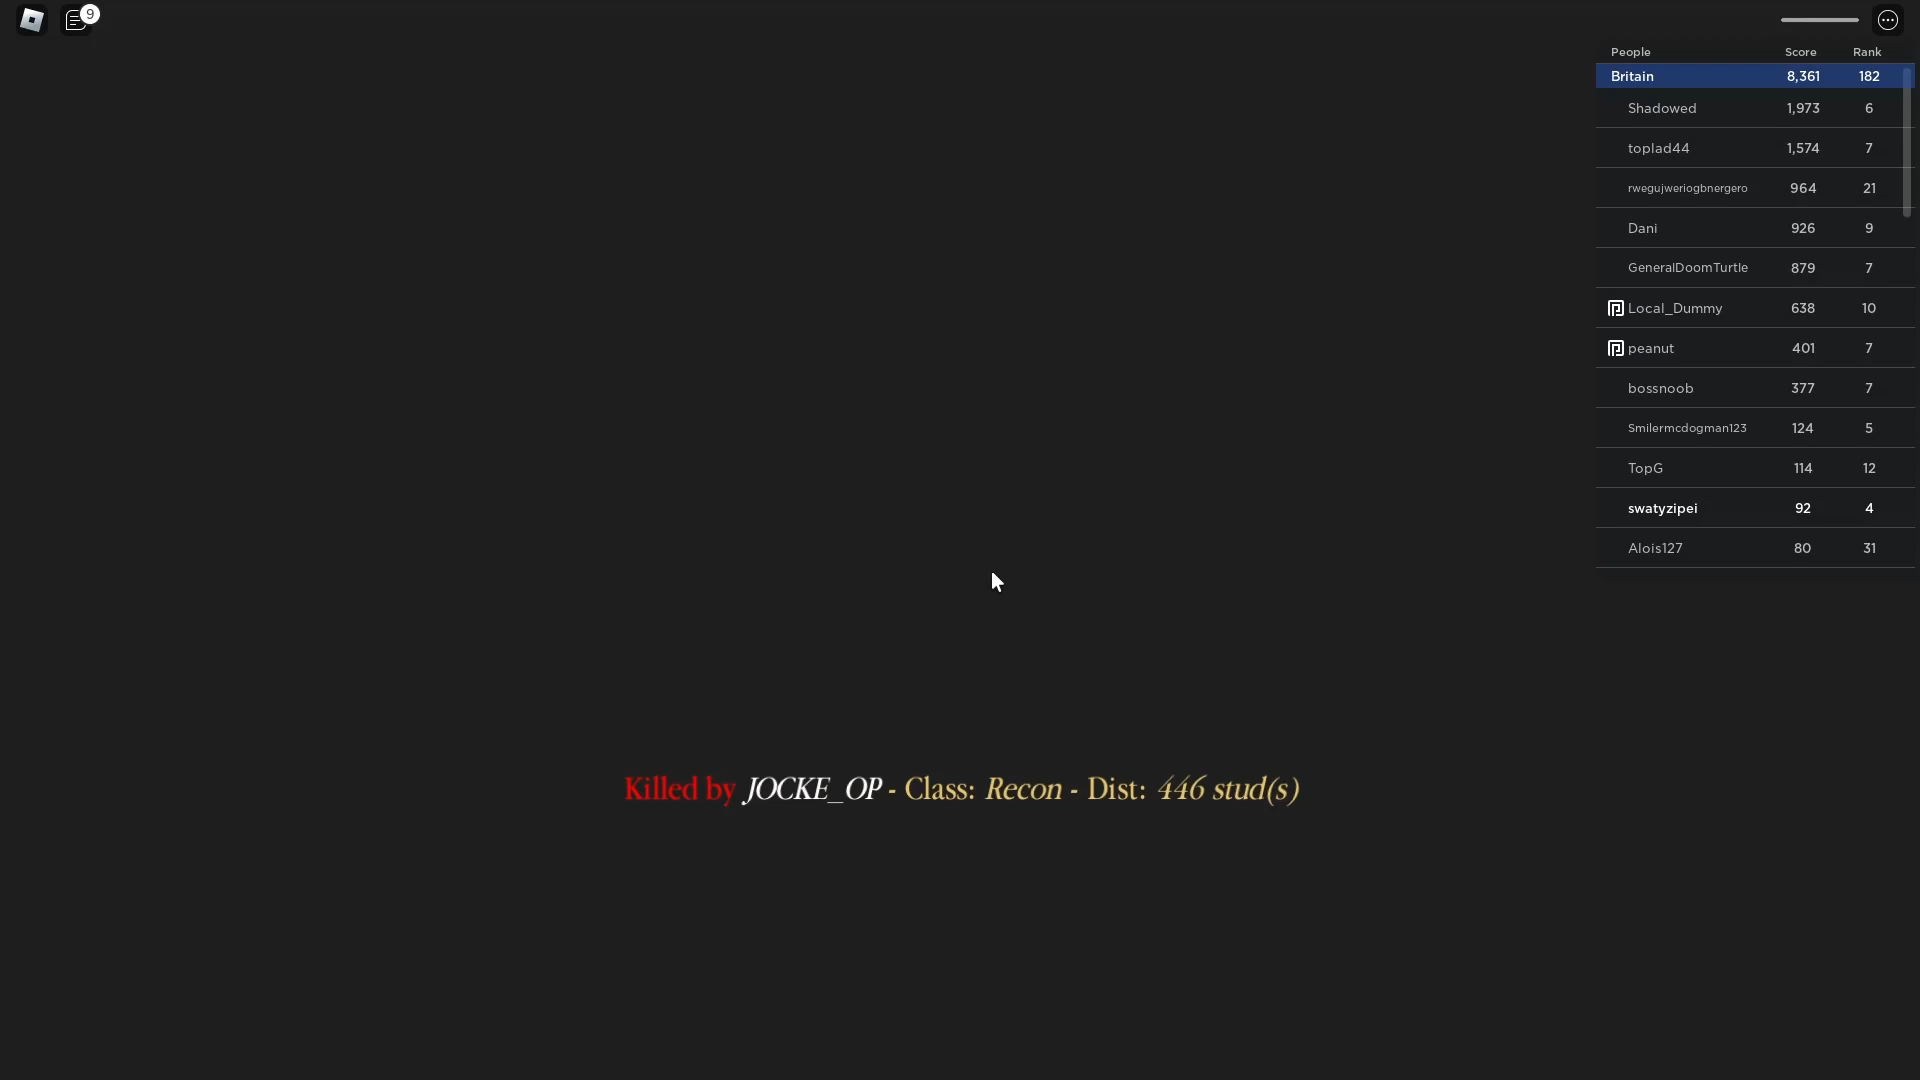 9
People Score Rank
Britain 8,361 182
Shadowed 1,973 6
toplad44 1,574 7
rwegujweriogbnergero 964 21
Dani 926 9
GeneralDoomTurtle 879 7
Local_Dummy 638 10
peanut 401 7
bossnoob 377 7
Smilermcdogman123 124 5
TopG 114 12
swatyzipei 92 4
Alois127 80 31
Killed by JOCKE_OP - Class: Recon - Dist: 446 stud(s)